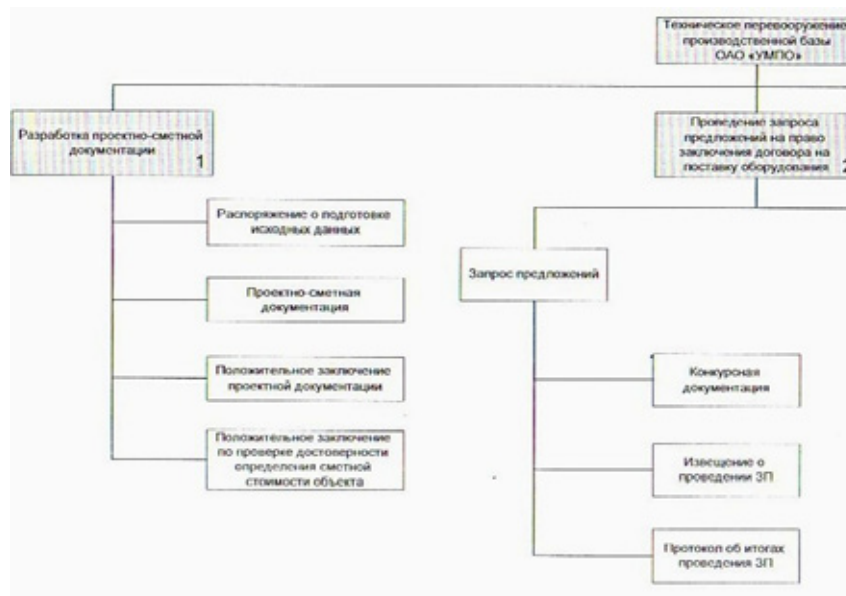 Техническое перевооружение
производственной базы
ОАО «УМПО»
Разработка проектно-сметной
документации
1
Проведение запроса
предложений на право
заключения договора на
поставку оборудования
2
Распоряжение о подготовке
исходных данных
Проектно-сметная
документация
Положительное заключение
проектной документации
Положительное заключение
по проверке достоверности
определения сметной
стоимости объекта
Запрос предложений
Конкурсная
документация
Извещение о
проведении ЗП
Протокол об итогах
проведения ЗП